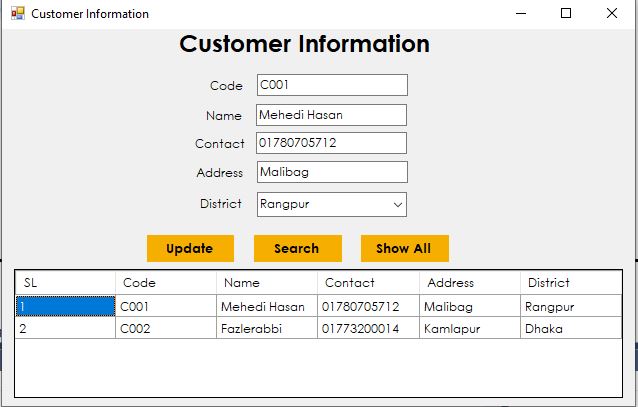 Customer Information
Customer Information
Code C001
Name Mehedi Hasan
Contact 01780705712
Address Malibag
District Rangpur
Update Search Show All
SL Code Name Contact Address District
1 C001 Mehedi Hasan 01780705712 Malibag Rangpur
2 C002 Fazlerabbi 01773200014 Kamlapur Dhaka